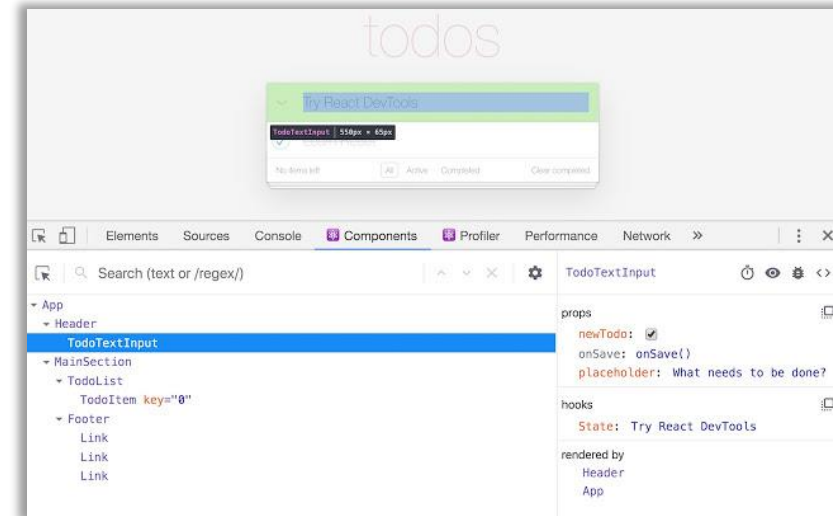 todos
Try React DevTools
TodoTextInput | 550px × 65px
No items left All Active Completed Clear completed
Elements Sources Console Components Profiler Performance Network »
Search (text or /regex/)
TodoTextInput
App
Header
TodoTextInput
MainSection
TodoList
TodoItem key="0"
Footer
Link
Link
Link
props
newTodo:
onSave: onSave()
placeholder: What needs to be done?
hooks
State: Try React DevTools
rendered by
Header
App